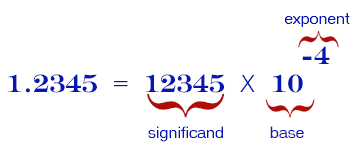 exponent
-4
1.2345 = 12345 X 10
significand base